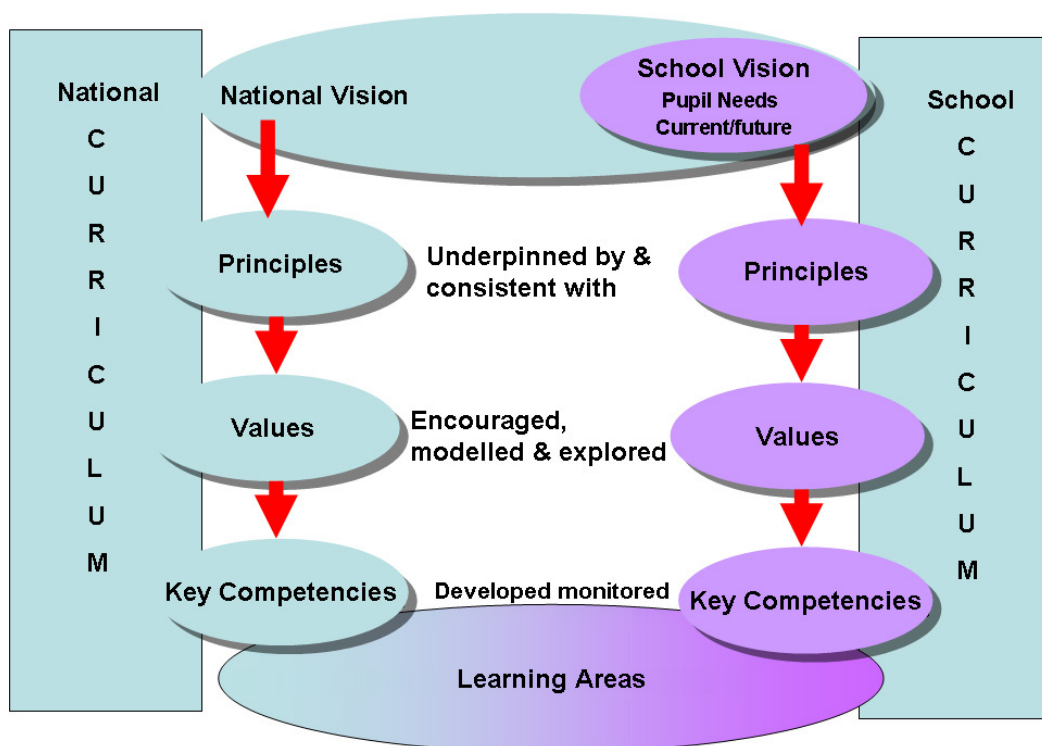 National
C
U
R
R
I
C
U
L
U
M
National Vision
School Vision
Pupil Needs
Current/future
Principles
Underpinned by &
consistent with
Principles
Values
Encouraged,
modelled & explored
Values
Key Competencies
Developed monitored
Key Competencies
Learning Areas
School
C
U
R
R
I
C
U
L
U
M